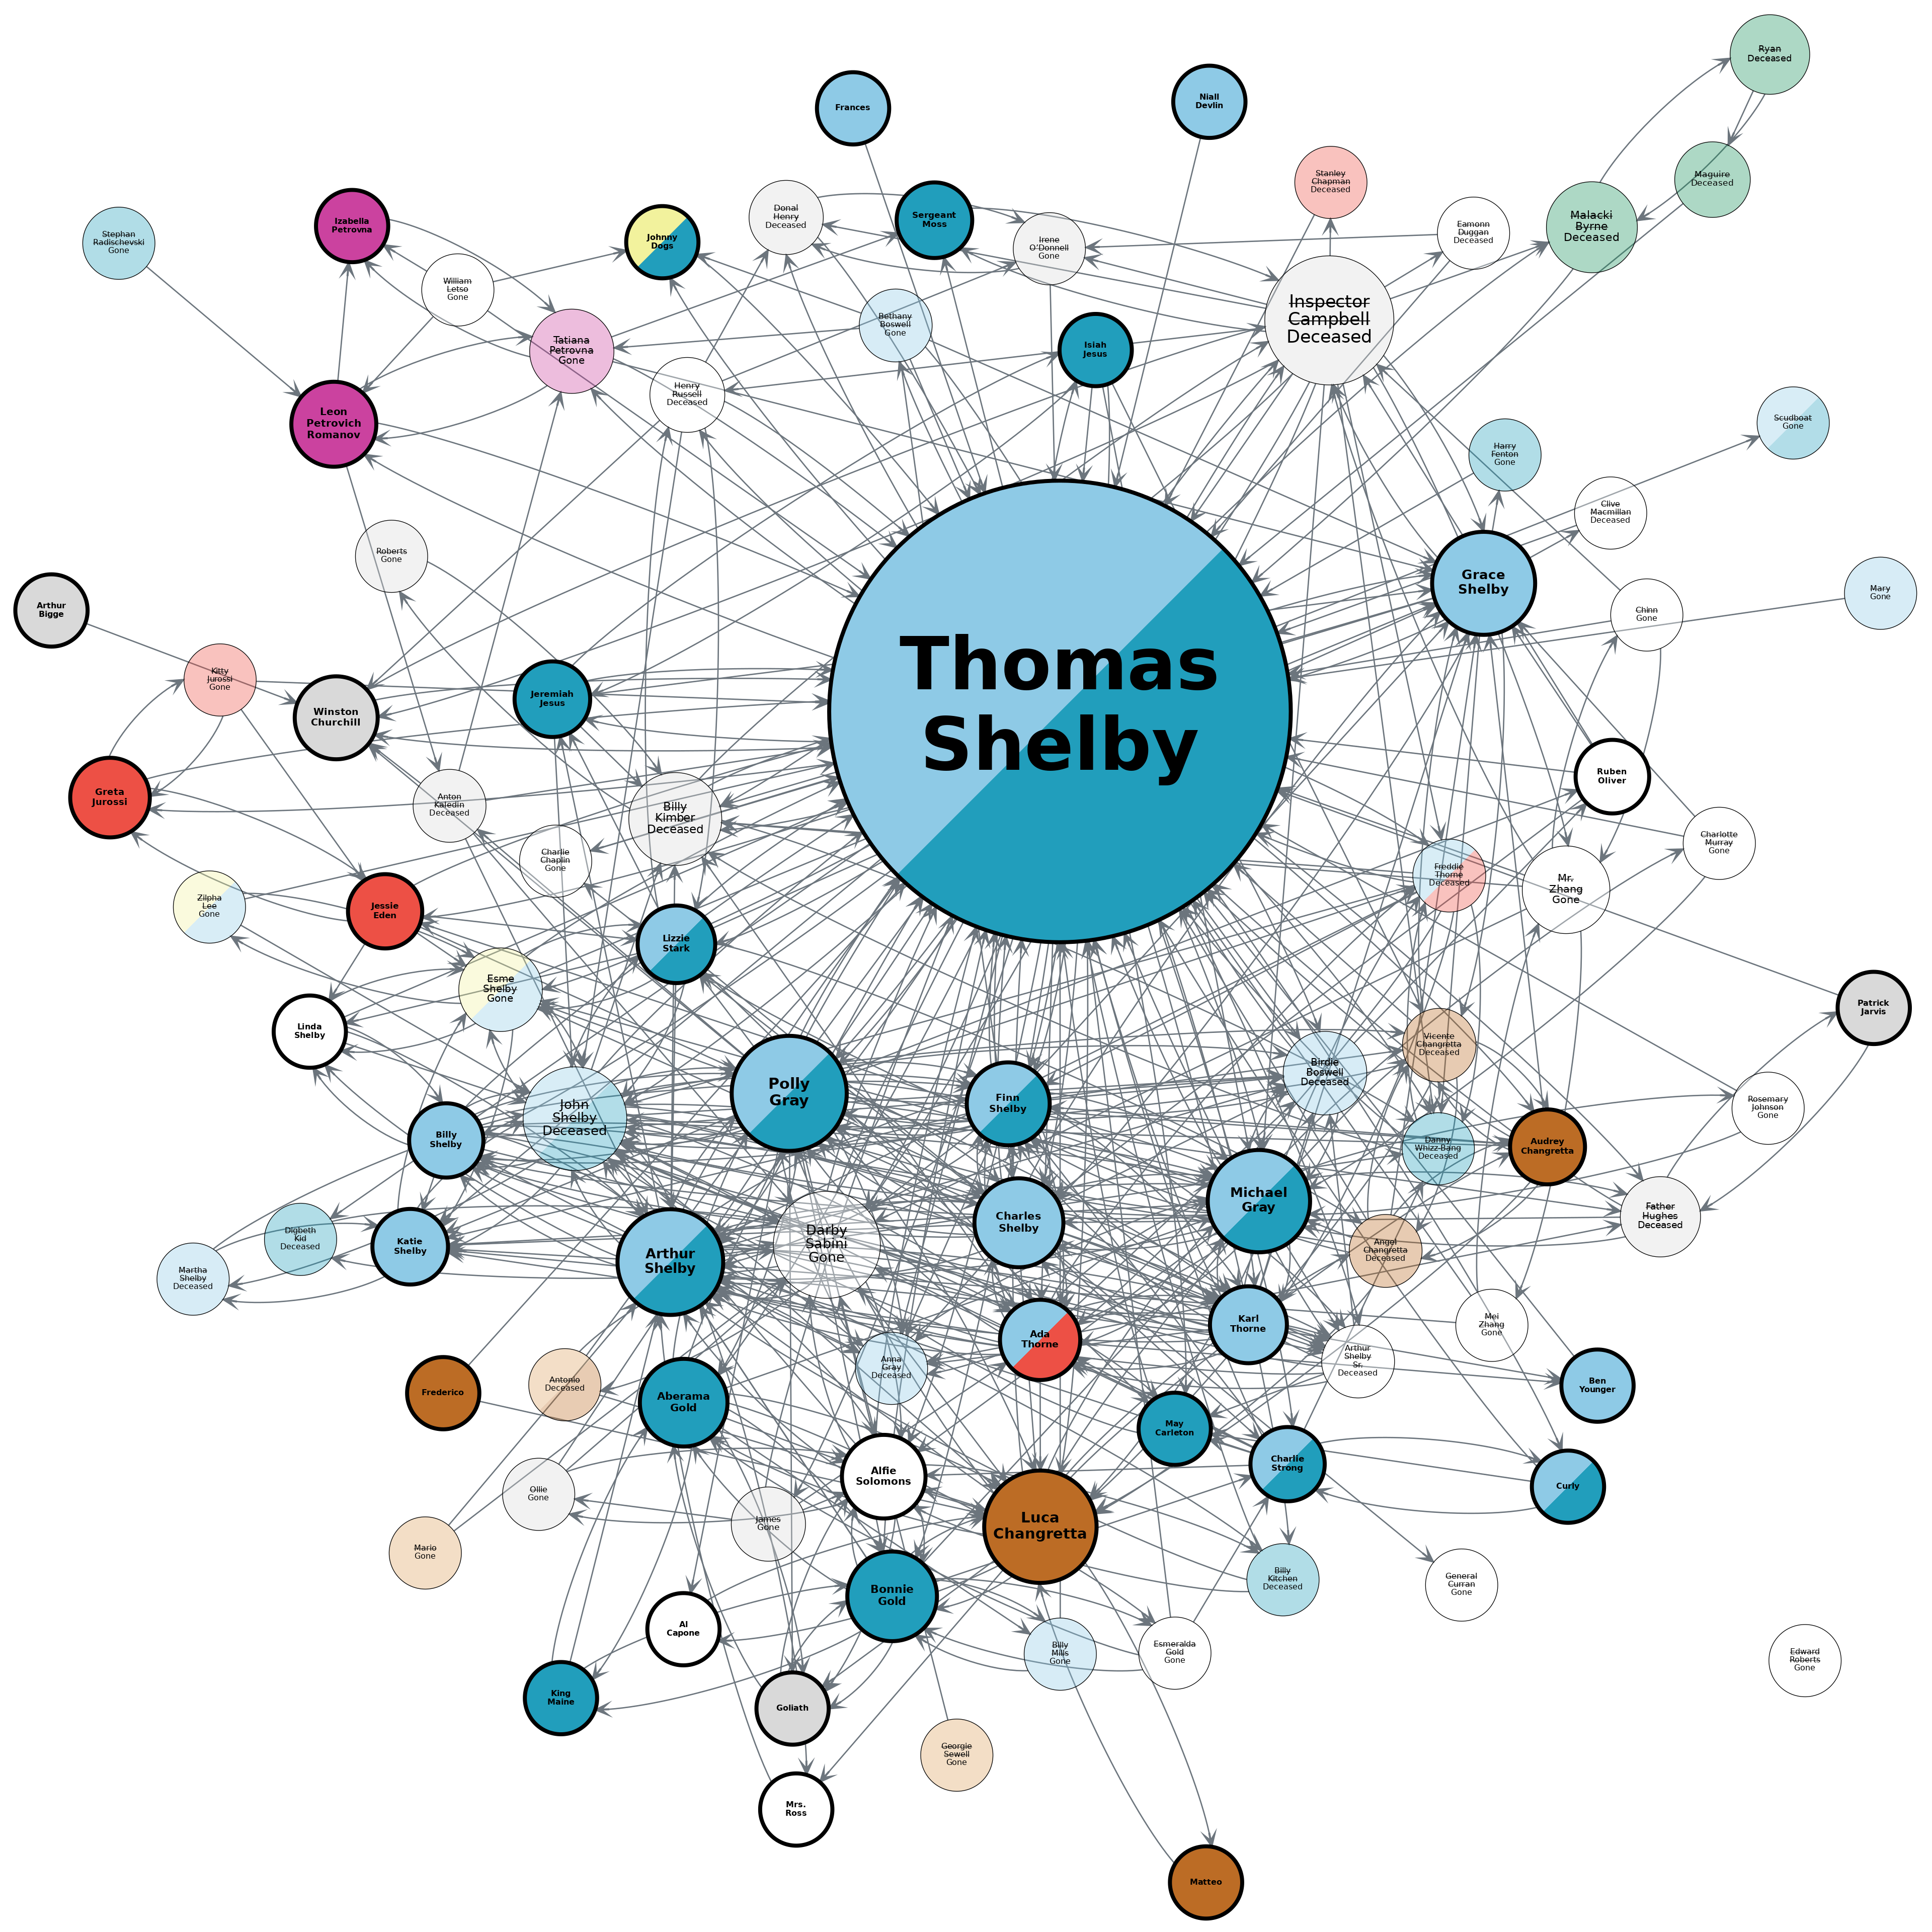 Ryan
Deceased
Frances
Niall
Devlin
Stanley
Chapman
Deceased
Maguire
Deceased
Malacki
Byrne
Deceased
Izabella
Petrovna
Stephan
Radischevski
Gone
Johnny
Dogs
Donal
Henry
Deceased
Sergeant
Moss
Irene
O'Donnell
Gone
Eamonn
Duggan
Deceased
William
Letso
Gone
Inspector
Campbell
Deceased
Bethany
Boswell
Gone
Tatiana
Petrovna
Gone
Isiah
Jesus
Henry
Russell
Deceased
Leon
Petrovich
Romanov
Scudboat
Gone
Harry
Fenton
Gone
Clive
Macmillan
Deceased
Roberts
Gone
Grace
Shelby
Mary
Gone
Arthur
Bigge
Chinn
Gone
Kitty
Jurossi
Gone
Jeremiah
Jesus
Winston
Churchill
Thomas
Shelby
Ruben
Oliver
Greta
Jurossi
Anton
Kaledin
Deceased
Billy
Kimber
Deceased
Charlotte
Murray
Gone
Charlie
Chaplin
Gone
Freddie
Thorne
Deceased
Mr.
Zhang
Gone
Zilpha
Lee
Gone
Jessie
Eden
Lizzie
Stark
Esme
Shelby
Gone
Patrick
Jarvis
Linda
Shelby
Vicente
Changretta
Deceased
Birdie
Boswell
Deceased
Polly
Gray
Finn
Shelby
Rosemary
Johnson
Gone
John
Shelby
Deceased
Billy
Shelby
Danny
Whizz-Bang
Deceased
Audrey
Changretta
Michael
Gray
Father
Hughes
Deceased
Charles
Shelby
Digbeth
Kid
Deceased
Katie
Shelby
Darby
Sabini
Gone
Arthur
Shelby
Angel
Changretta
Deceased
Martha
Shelby
Deceased
Karl
Thorne
Mei
Zhang
Gone
Ada
Thorne
Arthur
Shelby
Sr.
Deceased
Anna
Gray
Deceased
Antonio
Deceased
Frederico
Ben
Younger
Aberama
Gold
May
Carleton
Charlie
Strong
Alfie
Solomons
Curly
Ollie
Gone
James
Gone
Luca
Changretta
Mario
Gone
Billy
Kitchen
Deceased
General
Curran
Gone
Bonnie
Gold
Al
Capone
Billy
Mills
Gone
Esmeralda
Gold
Gone
Edward
Roberts
Gone
King
Maine
Goliath
Georgie
Sewell
Gone
Mrs.
Ross
Matteo